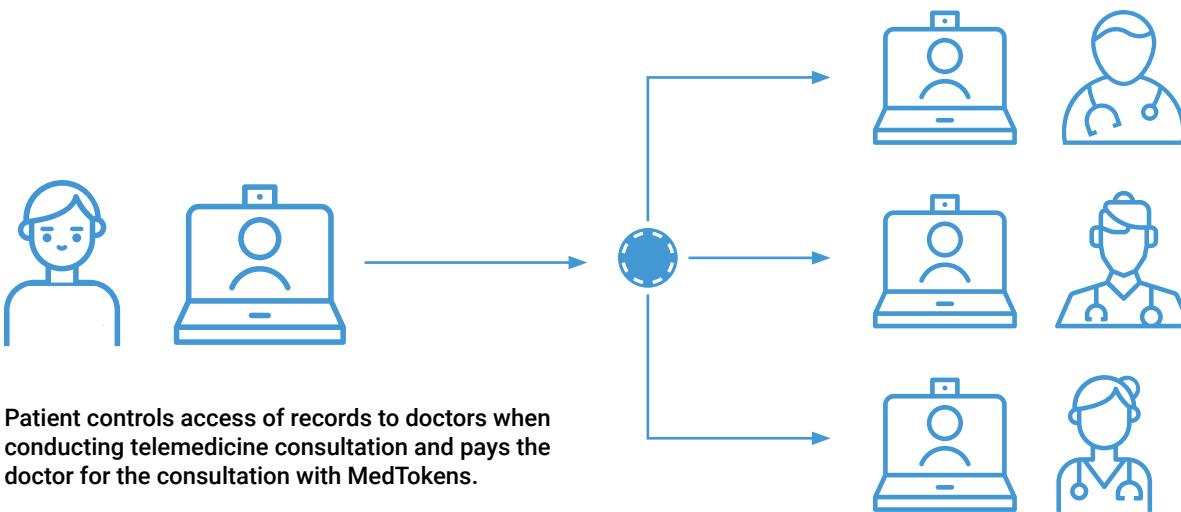 Patient controls access of records to doctors when
conducting telemedicine consultation and pays the
doctor for the consultation with MedTokens.